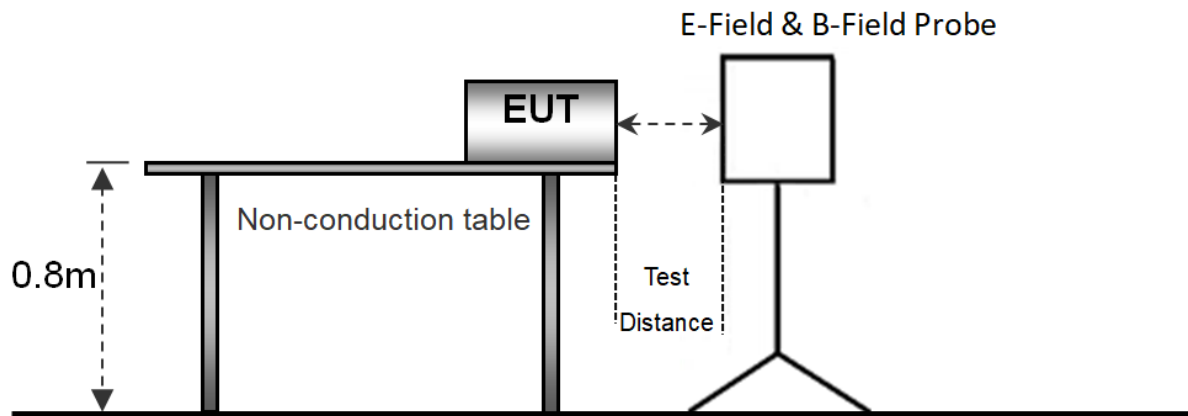 E-Field & B-Field Probe
EUT
Non-conduction table
0.8m
Test
Distance